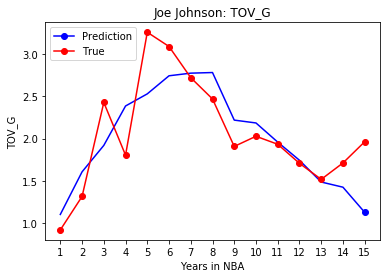 Joe Johnson: TOV_G
Prediction
True
TOV_G
3.0
2.5
2.0
1.5
1.0
1 2 3 4 5 6 7 8 9 10 11 12 13 14 15
Years in NBA